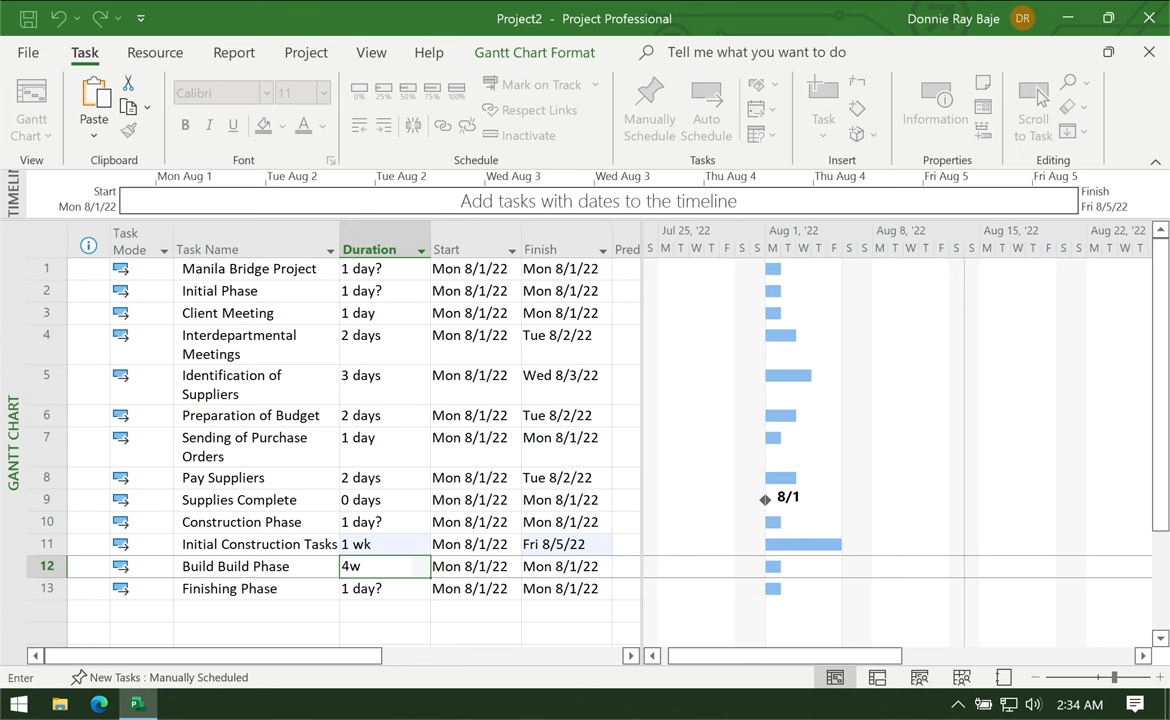 Project2 - Project Professional
Donnie Ray Baje DR
File Task Resource Report Project View Help Gantt Chart Format Tell me what you want to do
Gantt Chart
View
Paste
Clipboard
Calibri 11
B I U A
Font
0% 25% 50% 75% 100%
Mark on Track
Respect Links
Inactivate
Schedule
Manually Schedule
Auto Schedule
Tasks
Task
Insert
Information
Properties
Scroll to Task
Editing
TIMELIN
Mon Aug 1 Tue Aug 2 Tue Aug 2 Wed Aug 3 Wed Aug 3 Thu Aug 4 Thu Aug 4 Fri Aug 5 Fri Aug 5
Start
Mon 8/1/22
Add tasks with dates to the timeline
Finish
Fri 8/5/22
Task Mode Task Name Duration Start Finish Pred
Jul 25, '22 Aug 1, '22 Aug 8, '22 Aug 15, '22 Aug 22, '22
S M T W T F S S M T W T F S S M T W T F S S M T W T F S S M T W T
1 Manila Bridge Project 1 day? Mon 8/1/22 Mon 8/1/22
2 Initial Phase 1 day? Mon 8/1/22 Mon 8/1/22
3 Client Meeting 1 day Mon 8/1/22 Mon 8/1/22
4 Interdepartmental Meetings 2 days Mon 8/1/22 Tue 8/2/22
5 Identification of Suppliers 3 days Mon 8/1/22 Wed 8/3/22
6 Preparation of Budget 2 days Mon 8/1/22 Tue 8/2/22
7 Sending of Purchase Orders 1 day Mon 8/1/22 Mon 8/1/22
8 Pay Suppliers 2 days Mon 8/1/22 Tue 8/2/22
9 Supplies Complete 0 days Mon 8/1/22 Mon 8/1/22 8/1
10 Construction Phase 1 day? Mon 8/1/22 Mon 8/1/22
11 Initial Construction Tasks 1 wk Mon 8/1/22 Fri 8/5/22
12 Build Build Phase 4w Mon 8/1/22 Mon 8/1/22
13 Finishing Phase 1 day? Mon 8/1/22 Mon 8/1/22
GANTT CHART
Enter New Tasks : Manually Scheduled
2:34 AM